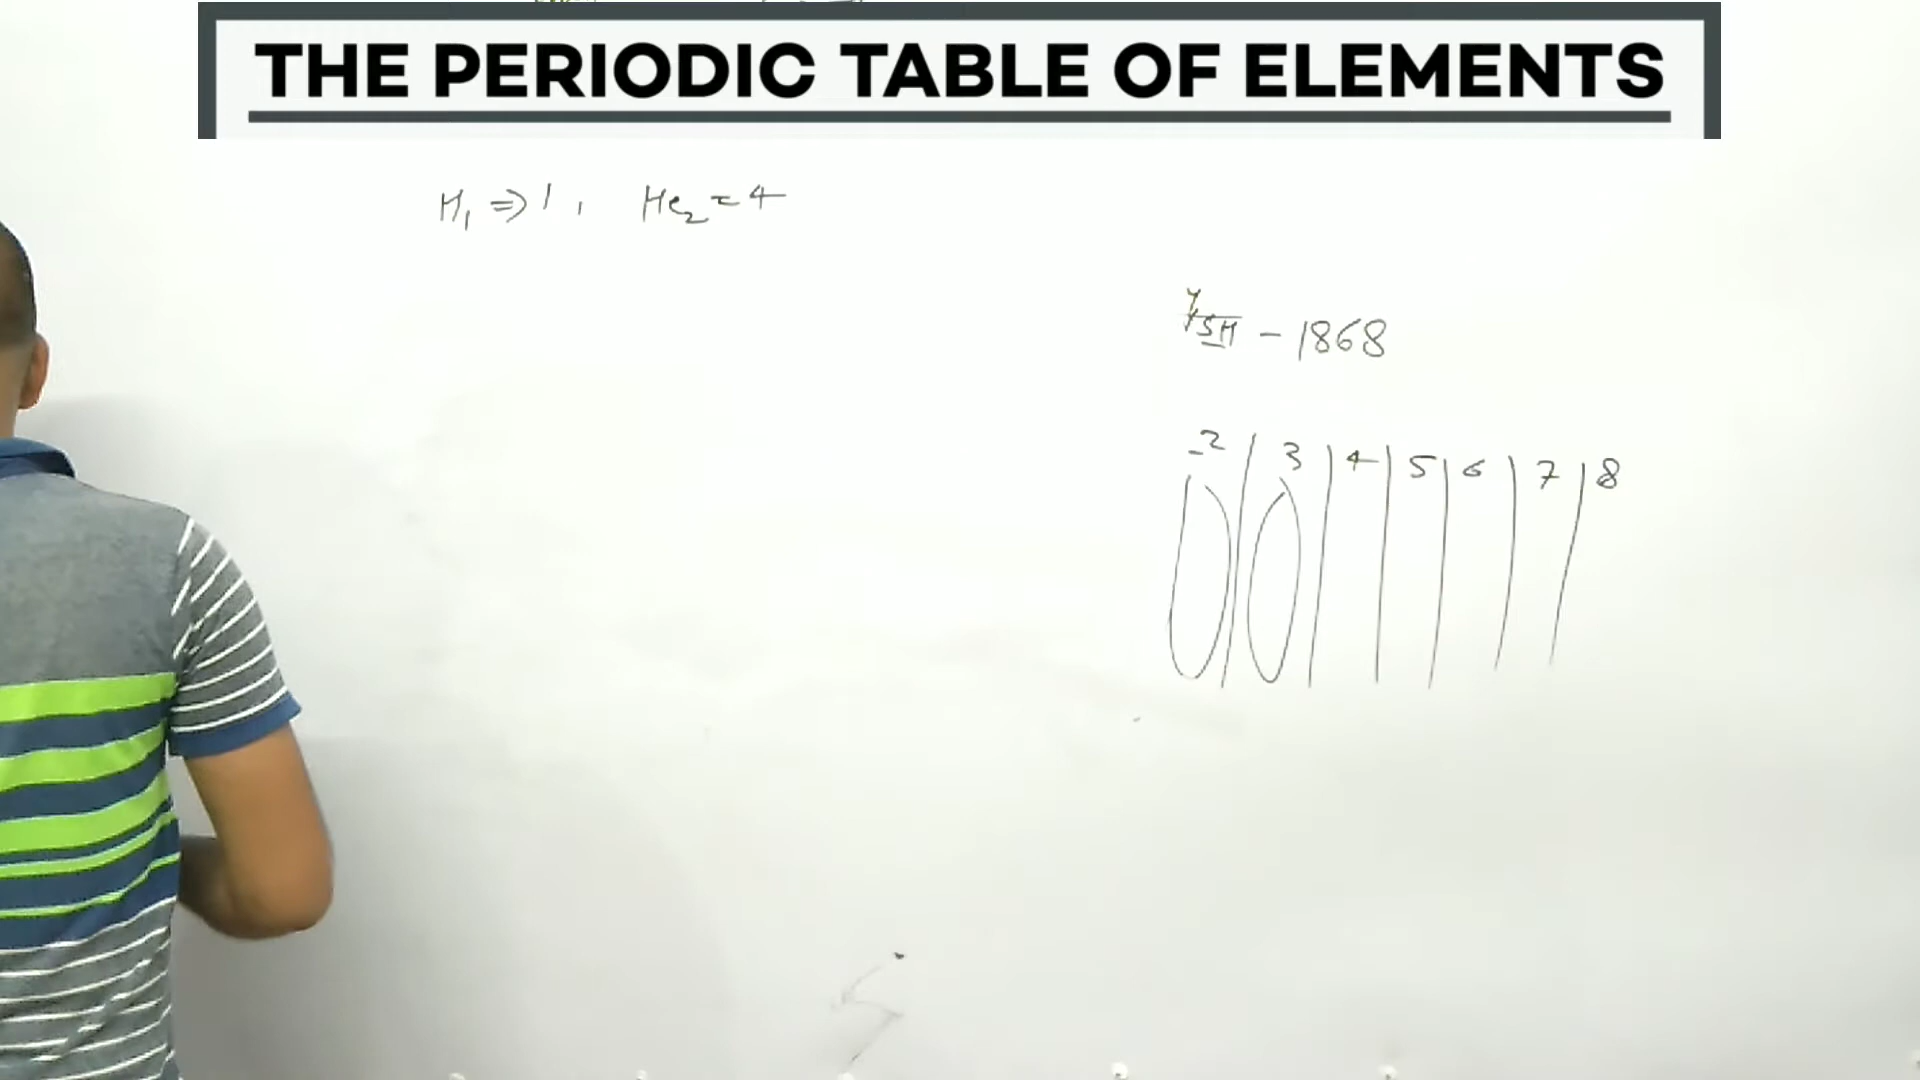 THE PERIODIC TABLE OF ELEMENTS
H₁ ⇒ 1, He₂ = 4
- 1868
2 3 4 5 6 7 8